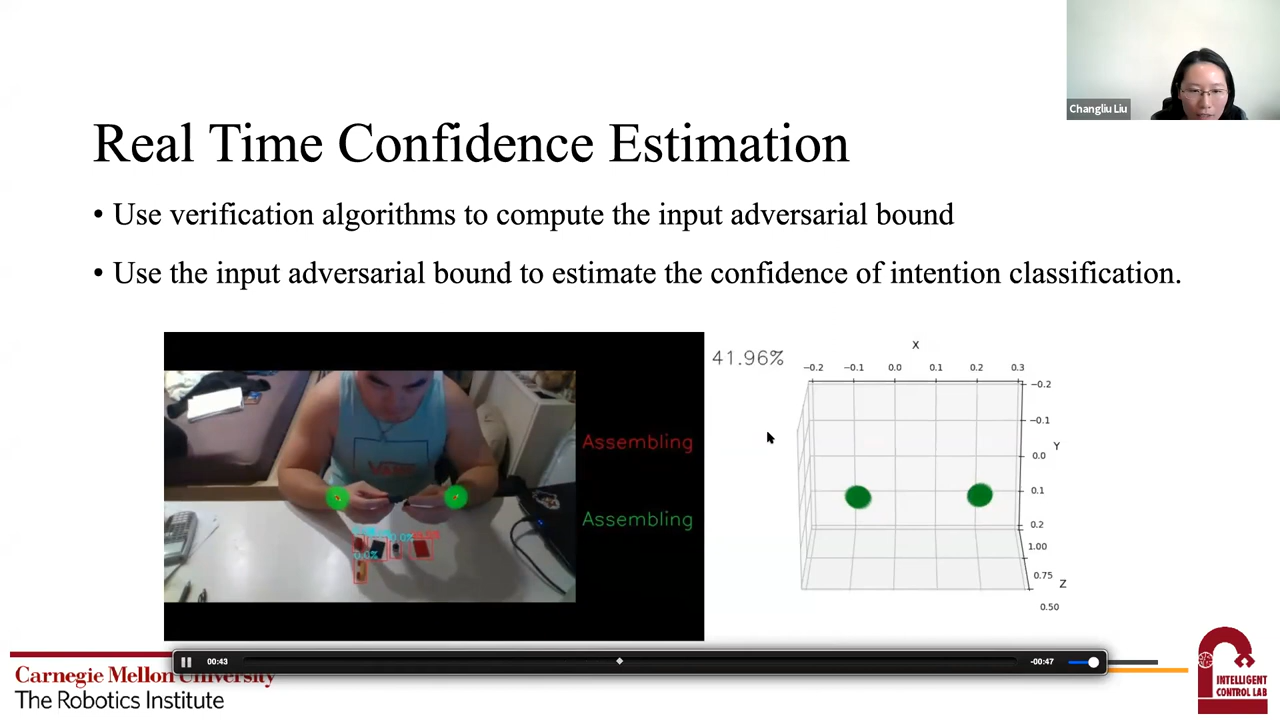 Changliu Liu
Real Time Confidence Estimation
• Use verification algorithms to compute the input adversarial bound
• Use the input adversarial bound to estimate the confidence of intention classification.
41.96%
X
−0.2 −0.1 0.0 0.1 0.2 0.3
−0.2
−0.1
Y
0.0
0.1
0.2
1.00
0.75
Z
0.50
Assembling
Assembling
00:43
-00:47
Carnegie Mellon University
The Robotics Institute
INTELLIGENT
CONTROL LAB